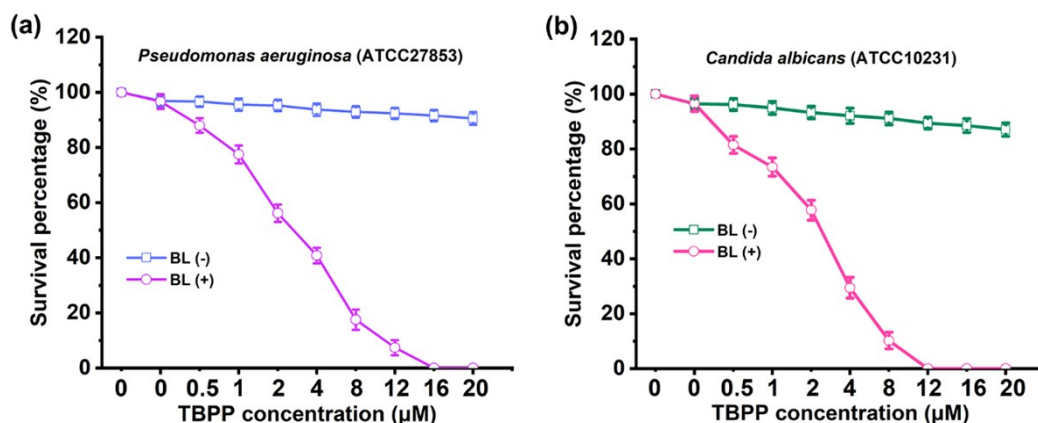 (a)
Pseudomonas aeruginosa (ATCC27853)
Survival percentage (%)
120
100
80
60
40
20
0
BL (-)
BL (+)
0 0 0.5 1 2 4 8 12 16 20
TBPP concentration (μM)
(b)
Candida albicans (ATCC10231)
Survival percentage (%)
120
100
80
60
40
20
0
BL (-)
BL (+)
0 0 0.5 1 2 4 8 12 16 20
TBPP concentration (μM)